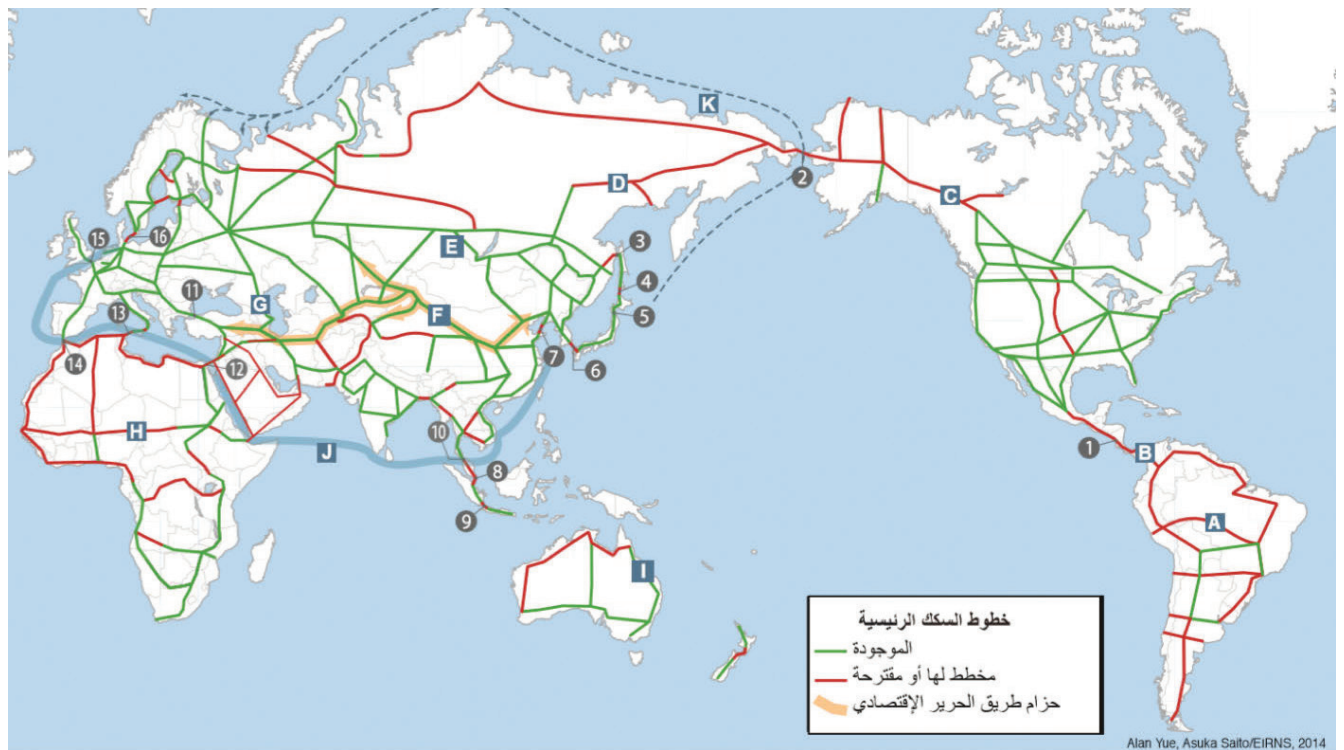 K
2
D
C
15
16
3
E
4
11
G
13
F
5
7
14
12
6
H
10
1
B
J
8
9
A
I
خطوط السكك الرئيسية
الموجودة
مخطط لها أو مقترحة
حزام طريق الحرير الإقتصادي
Alan Yue, Asuka Saito/EIRNS, 2014